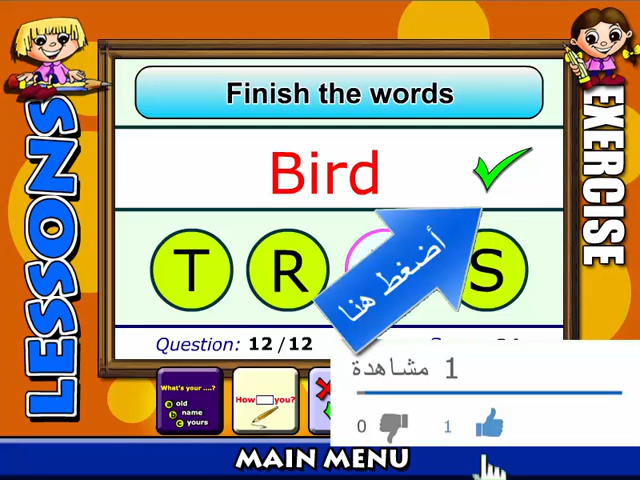 LESSONS
EXERCISE
Finish the words
Bird
T R S
أضغط هنا
Question: 12/12
1 مشاهدة
0 1
What's your ....?
a old
b name
c yours
How you?
MAIN MENU